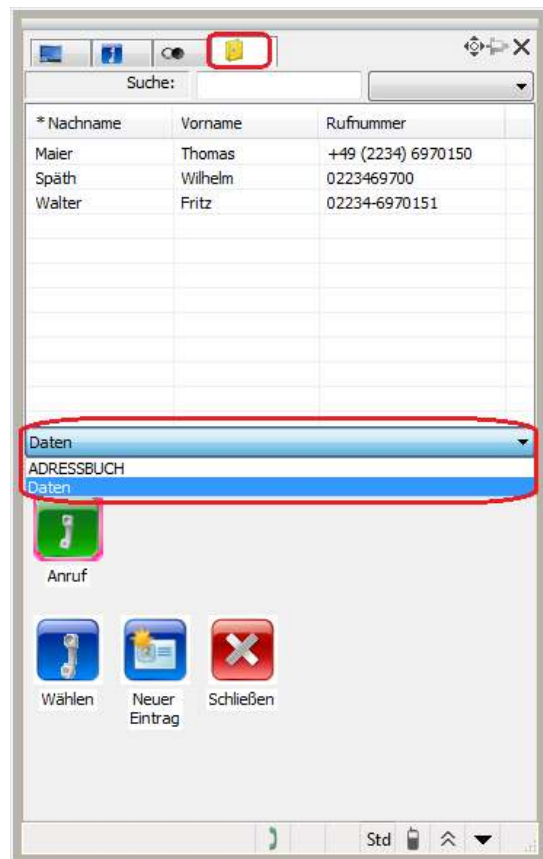 Suche:
* Nachname Vorname Rufnummer
Maier Thomas +49 (2234) 6970150
Späth Wilhelm 0223469700
Walter Fritz 02234-6970151
Daten
ADRESSBUCH
Daten
Anruf
Wählen Neuer Eintrag Schließen
Std